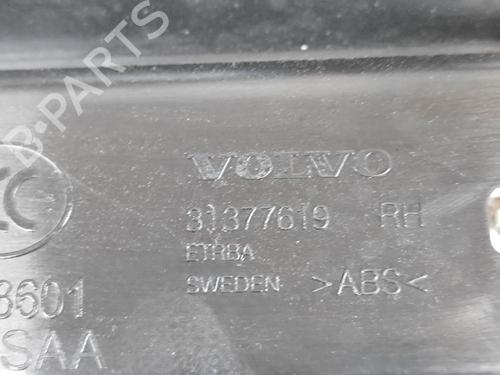 B-PARTS
VOLVO
31377619 RH
ETRBA
SWEDEN >ABS<
3601
SAA